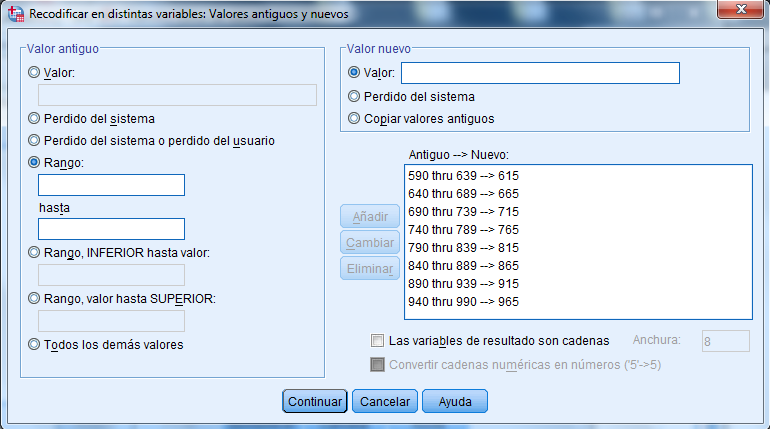 Recodificar en distintas variables: Valores antiguos y nuevos
Valor antiguo
Valor:
Perdido del sistema
Perdido del sistema o perdido del usuario
Rango:
hasta
Rango, INFERIOR hasta valor:
Rango, valor hasta SUPERIOR:
Todos los demás valores
Valor nuevo
Valor:
Perdido del sistema
Copiar valores antiguos
Antiguo --> Nuevo:
590 thru 639 --> 615
640 thru 689 --> 665
690 thru 739 --> 715
740 thru 789 --> 765
790 thru 839 --> 815
840 thru 889 --> 865
890 thru 939 --> 915
940 thru 990 --> 965
Añadir
Cambiar
Eliminar
Las variables de resultado son cadenas
Anchura:
8
Convertir cadenas numéricas en números ('5'->5)
Continuar
Cancelar
Ayuda